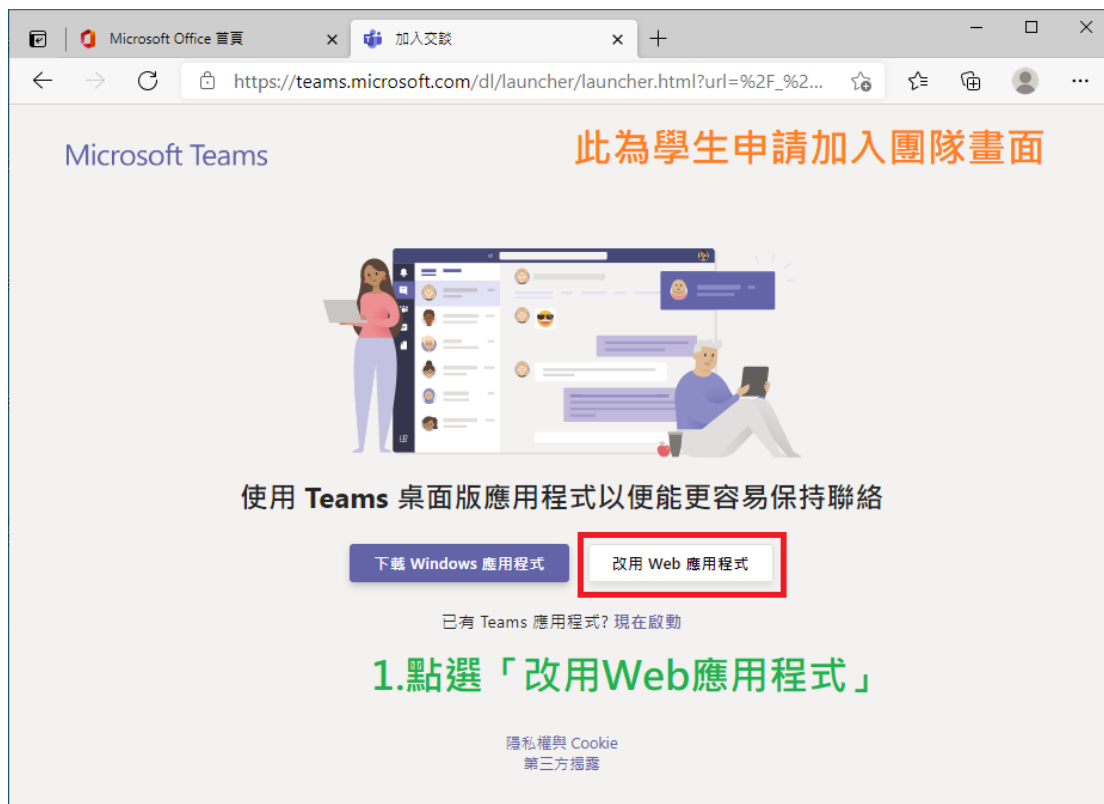 Microsoft Office 首頁
加入交談
https://teams.microsoft.com/dl/launcher/launcher.html?url=%2F_%2...
Microsoft Teams
此為學生申請加入團隊畫面
使用 Teams 桌面版應用程式以便能更容易保持聯絡
下載 Windows 應用程式
改用 Web 應用程式
已有 Teams 應用程式? 現在啟動
1.點選「改用Web應用程式」
隱私權與 Cookie
第三方揭露